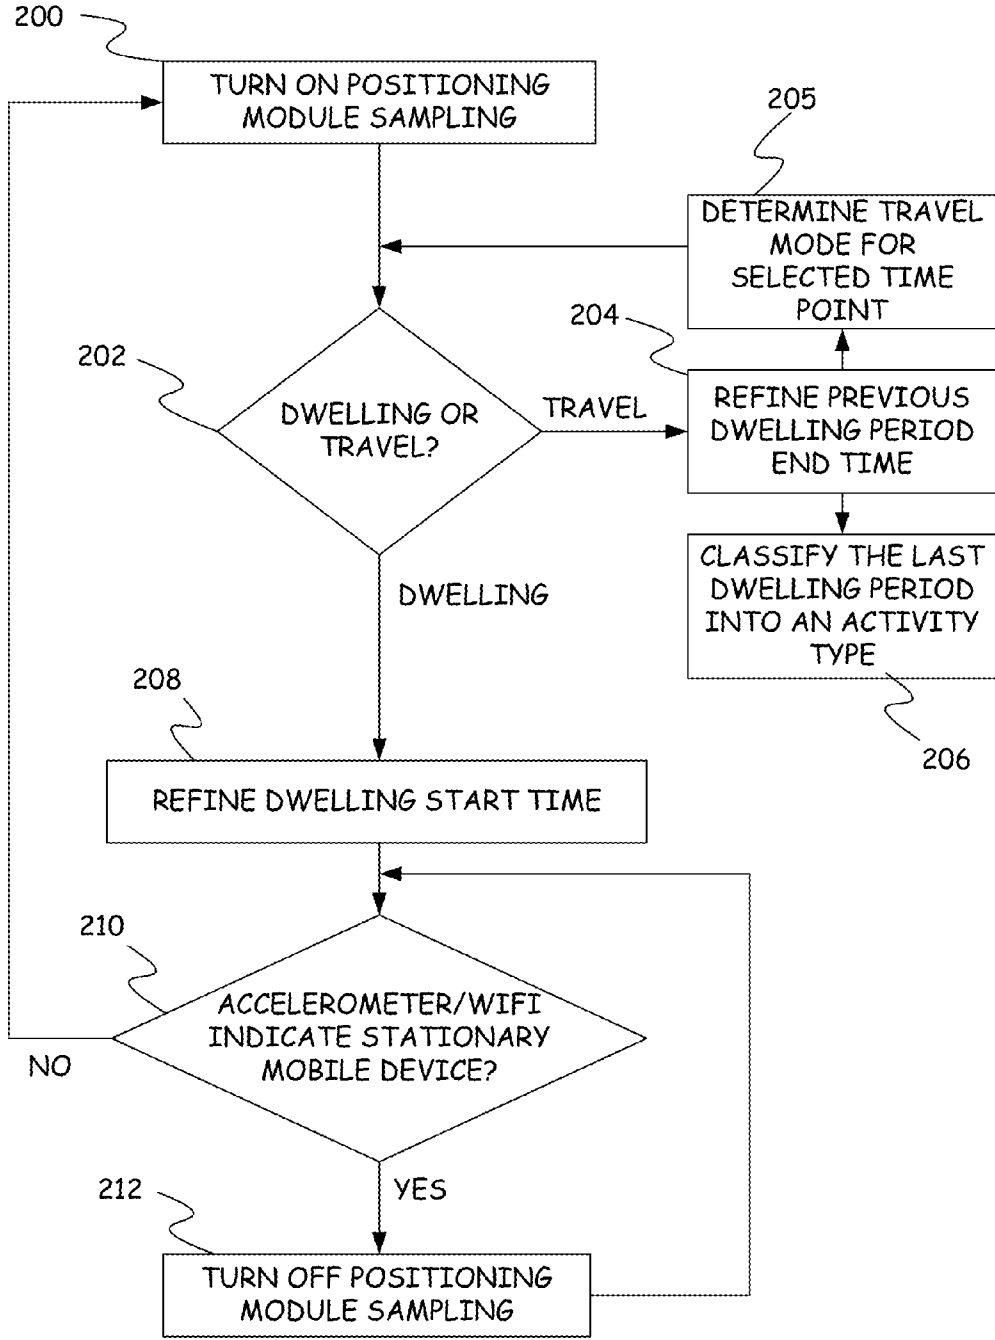 200
TURN ON POSITIONING
MODULE SAMPLING
205
DETERMINE TRAVEL
MODE FOR
SELECTED TIME
POINT
204
202
DWELLING OR
TRAVEL?
TRAVEL
REFINE PREVIOUS
DWELLING PERIOD
END TIME
CLASSIFY THE LAST
DWELLING PERIOD
INTO AN ACTIVITY
TYPE
206
DWELLING
208
REFINE DWELLING START TIME
210
ACCELEROMETER/WIFI
INDICATE STATIONARY
MOBILE DEVICE?
NO
YES
212
TURN OFF POSITIONING
MODULE SAMPLING